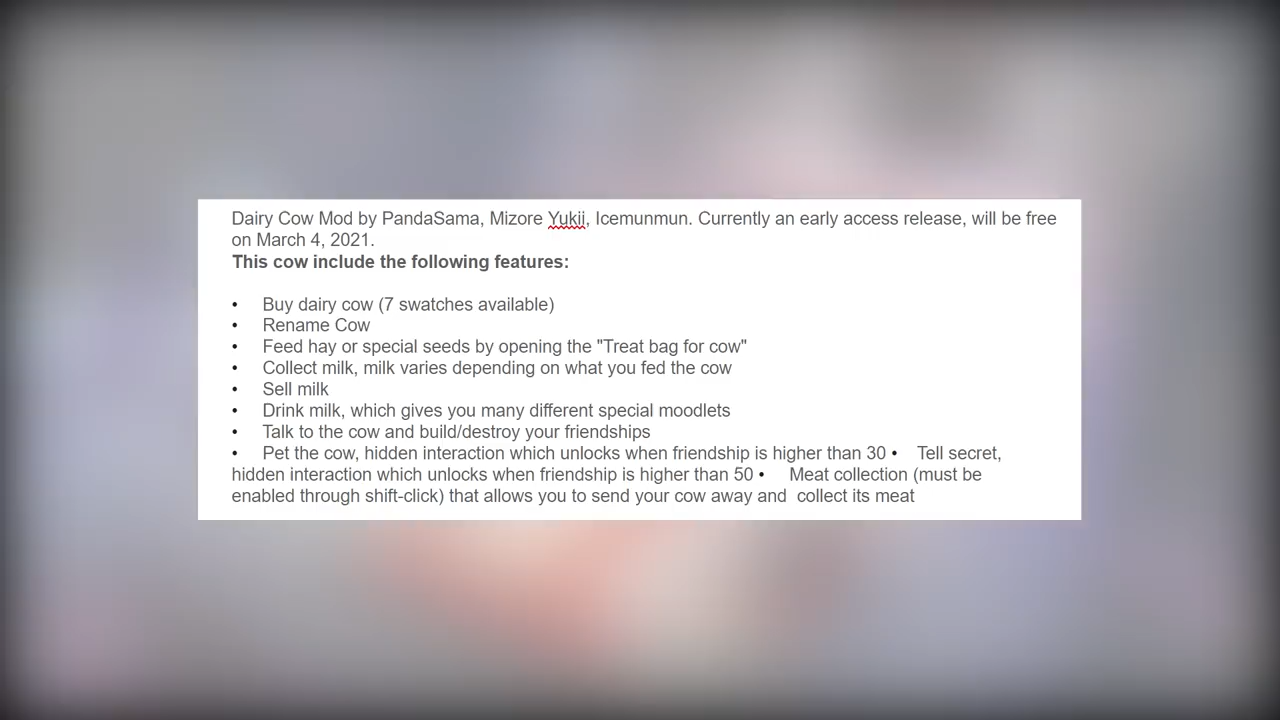 Dairy Cow Mod by PandaSama, Mizore Yukii, Icemunmun. Currently an early access release, will be free
on March 4, 2021.
This cow include the following features:
• Buy dairy cow (7 swatches available)
• Rename Cow
• Feed hay or special seeds by opening the "Treat bag for cow"
• Collect milk, milk varies depending on what you fed the cow
• Sell milk
• Drink milk, which gives you many different special moodlets
• Talk to the cow and build/destroy your friendships
• Pet the cow, hidden interaction which unlocks when friendship is higher than 30 • Tell secret,
hidden interaction which unlocks when friendship is higher than 50 • Meat collection (must be
enabled through shift-click) that allows you to send your cow away and  collect its meat